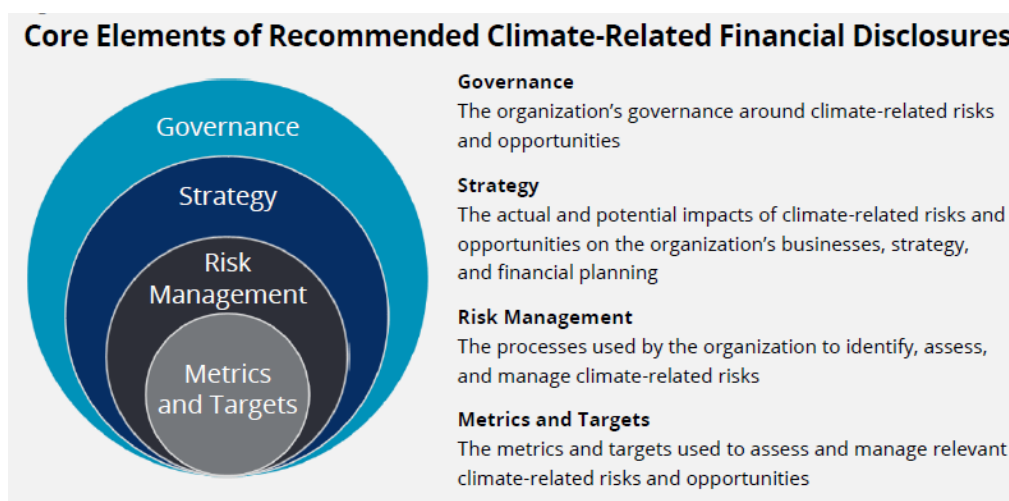 Core Elements of Recommended Climate-Related Financial Disclosures
Governance
Strategy
Risk
Management
Metrics
and Targets
Governance
The organization’s governance around climate-related risks
and opportunities
Strategy
The actual and potential impacts of climate-related risks and
opportunities on the organization’s businesses, strategy,
and financial planning
Risk Management
The processes used by the organization to identify, assess,
and manage climate-related risks
Metrics and Targets
The metrics and targets used to assess and manage relevant
climate-related risks and opportunities